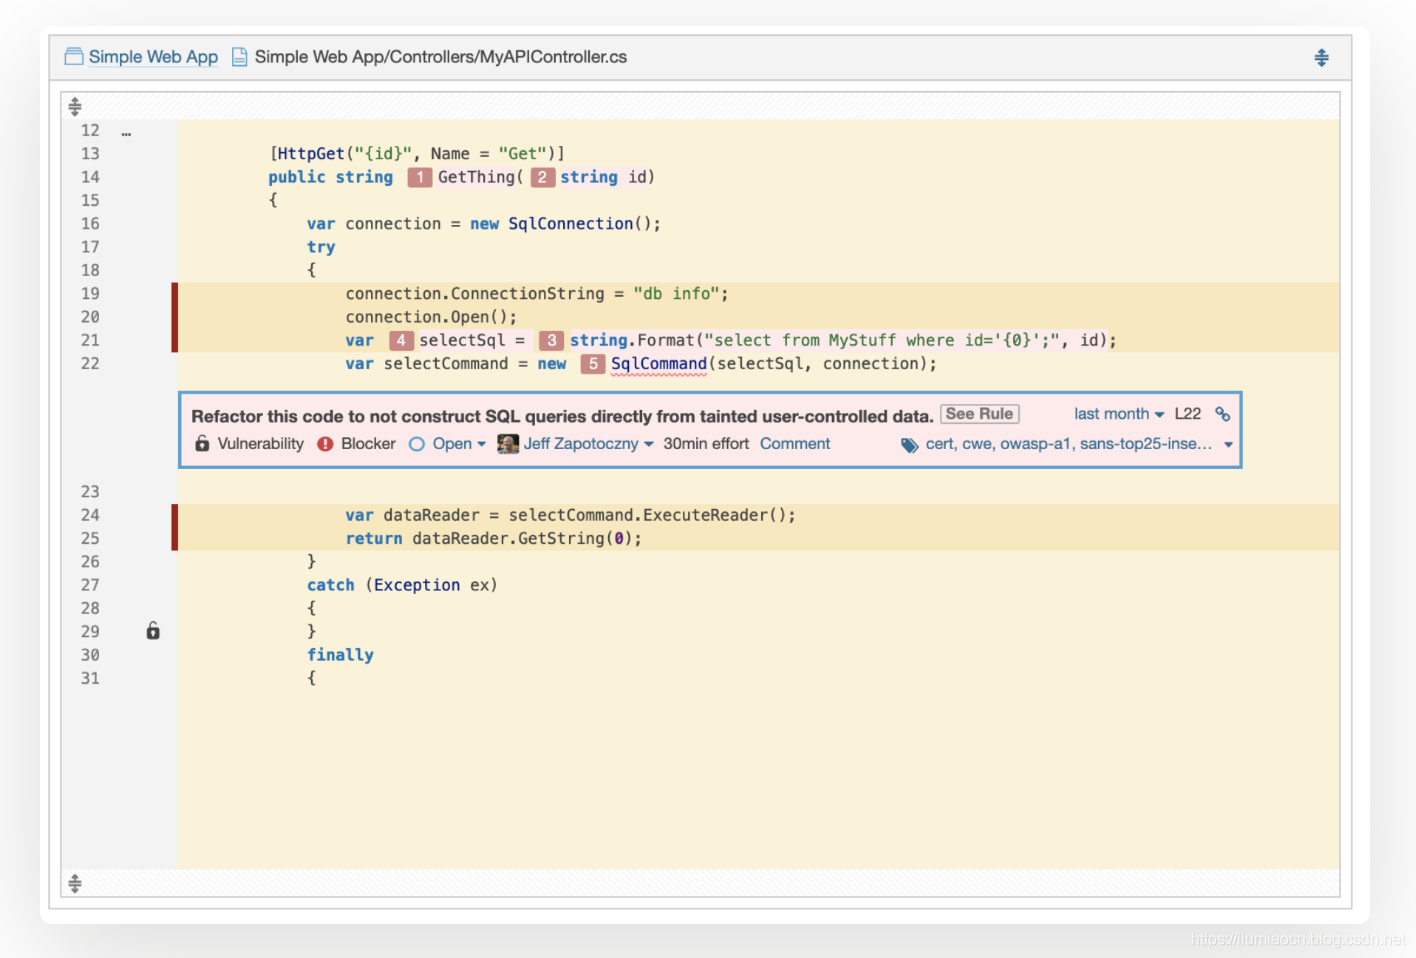 Simple Web App Simple Web App/Controllers/MyAPIController.cs
12 …
13 [HttpGet("{id}", Name = "Get")]
14 public string 1 GetThing( 2 string id)
15 {
16 var connection = new SqlConnection();
17 try
18 {
19 connection.ConnectionString = "db info";
20 connection.Open();
21 var 4 selectSql = 3 string.Format("select from MyStuff where id='{0}';", id);
22 var selectCommand = new 5 SqlCommand(selectSql, connection);
Refactor this code to not construct SQL queries directly from tainted user-controlled data. See Rule last month L22
Vulnerability Blocker Open Jeff Zapotoczny 30min effort Comment cert, cwe, owasp-a1, sans-top25-inse…
23
24 var dataReader = selectCommand.ExecuteReader();
25 return dataReader.GetString(0);
26 }
27 catch (Exception ex)
28 {
29 }
30 finally
31 {
https://liumiaocn.blog.csdn.net